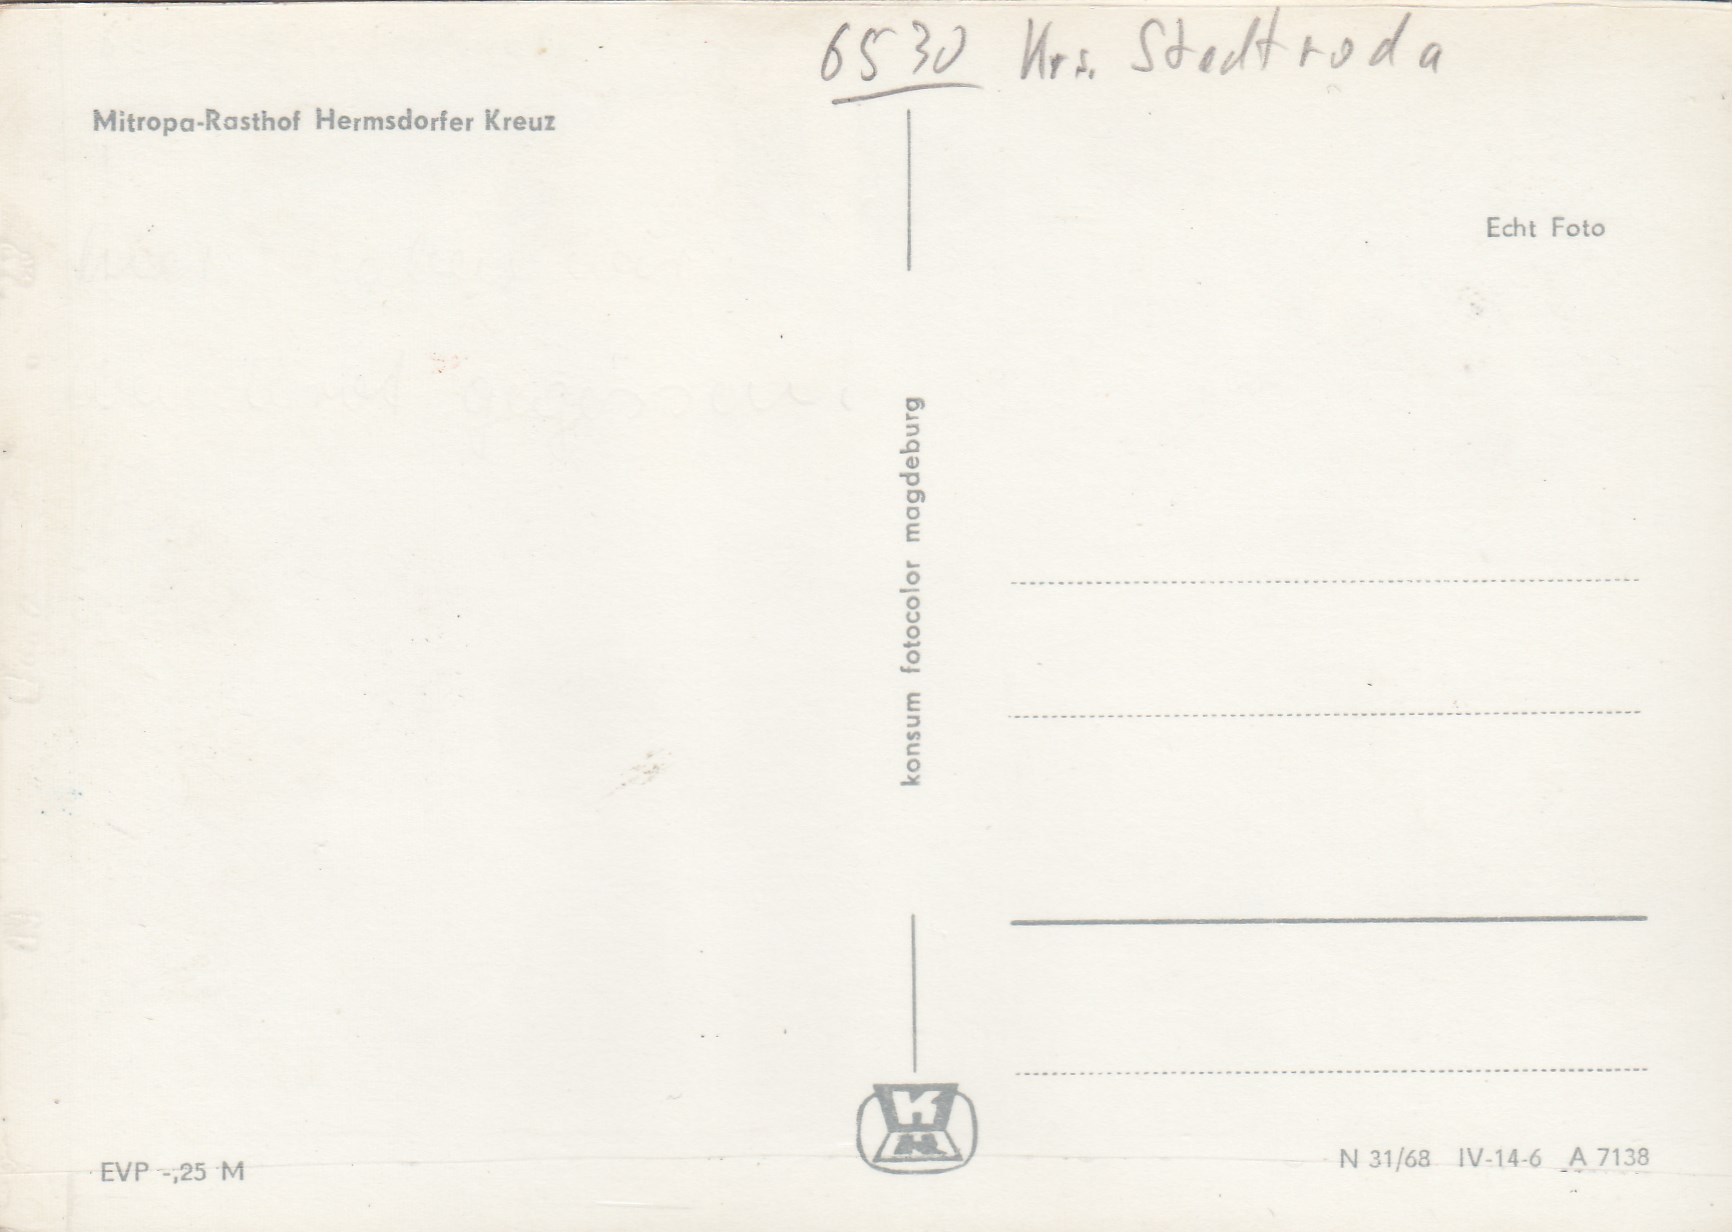 6530 Krs. Stadtroda
Mitropa-Rasthof Hermsdorfer Kreuz
Echt Foto
konsum fotocolor magdeburg
EVP -,25 M
N 31/68 IV-14-6 A 7138